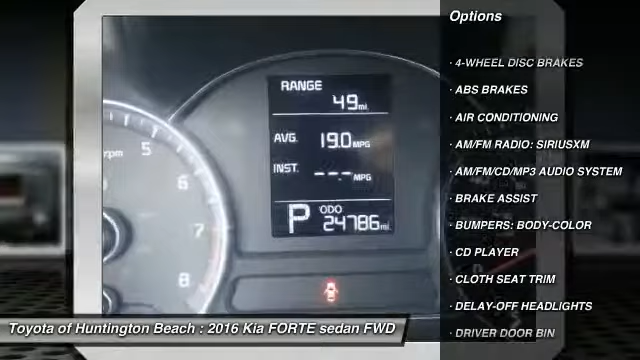 Options
· 4-WHEEL DISC BRAKES
· ABS BRAKES
· AIR CONDITIONING
· AM/FM RADIO: SIRIUSXM
· AM/FM/CD/MP3 AUDIO SYSTEM
· BRAKE ASSIST
· BUMPERS: BODY-COLOR
· CD PLAYER
· CLOTH SEAT TRIM
· DELAY-OFF HEADLIGHTS
· DRIVER DOOR BIN
RANGE
49mi.
AVG. 19.0MPG
INST. --.-MPG
P ODO
24786mi.
rpm 5
6
7
8
Toyota of Huntington Beach : 2016 Kia FORTE sedan FWD